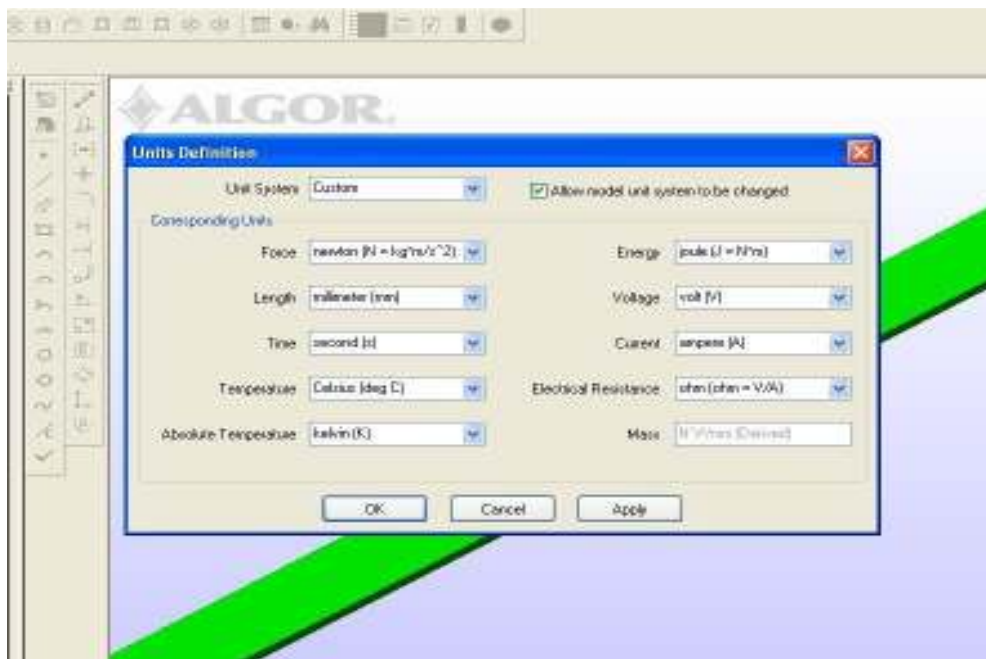 ALGOR.
Units Definition
Unit System Custom Allow model unit system to be changed
Corresponding Units
Force newton (N = kg*m/s^2) Energy joule (J = N*m)
Length millimeter (mm) Voltage volt (V)
Time second (s) Current ampere (A)
Temperature Celsius (deg C) Electrical Resistance ohm (ohm = V/A)
Absolute Temperature kelvin (K) Mass (Derived)
OK Cancel Apply